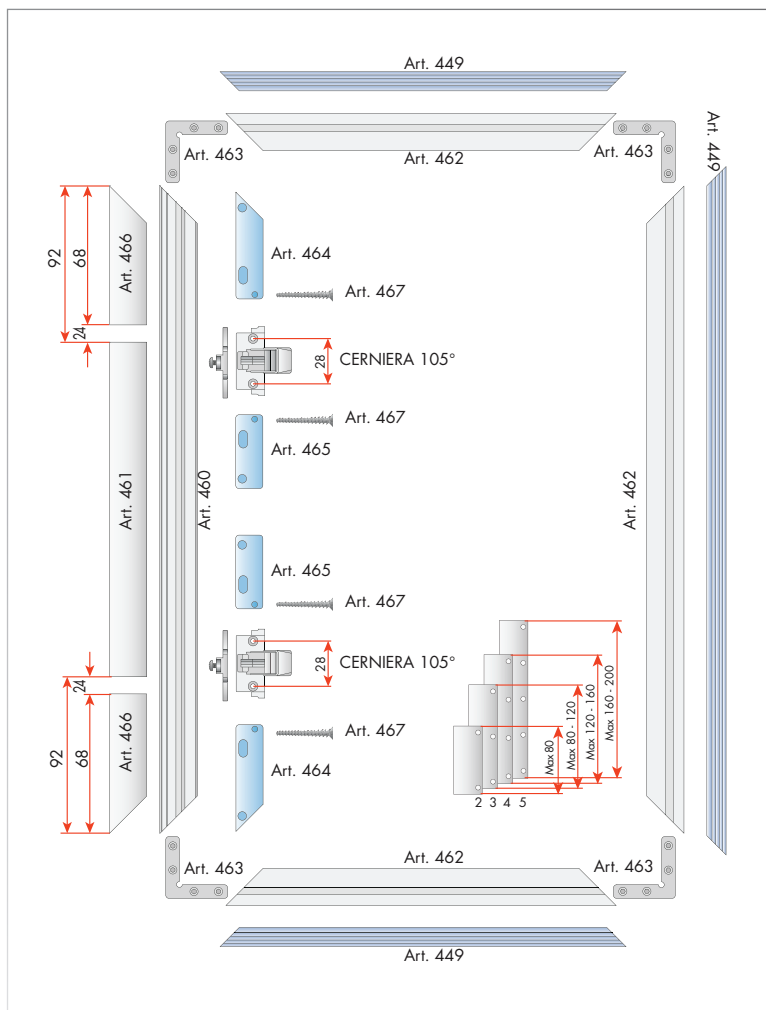 Art. 449
Art. 463
Art. 462
Art. 463
Art. 449
92
68
Art. 466
24
Art. 464
Art. 467
28
CERNIERA 105°
Art. 467
Art. 465
Art. 461
Art. 460
Art. 462
Art. 465
Art. 467
28
CERNIERA 105°
24
92
68
Art. 466
Art. 467
Art. 464
Max 80
Max 80 - 120
Max 120 - 160
Max 160 - 200
2 3 4 5
Art. 463
Art. 462
Art. 463
Art. 449